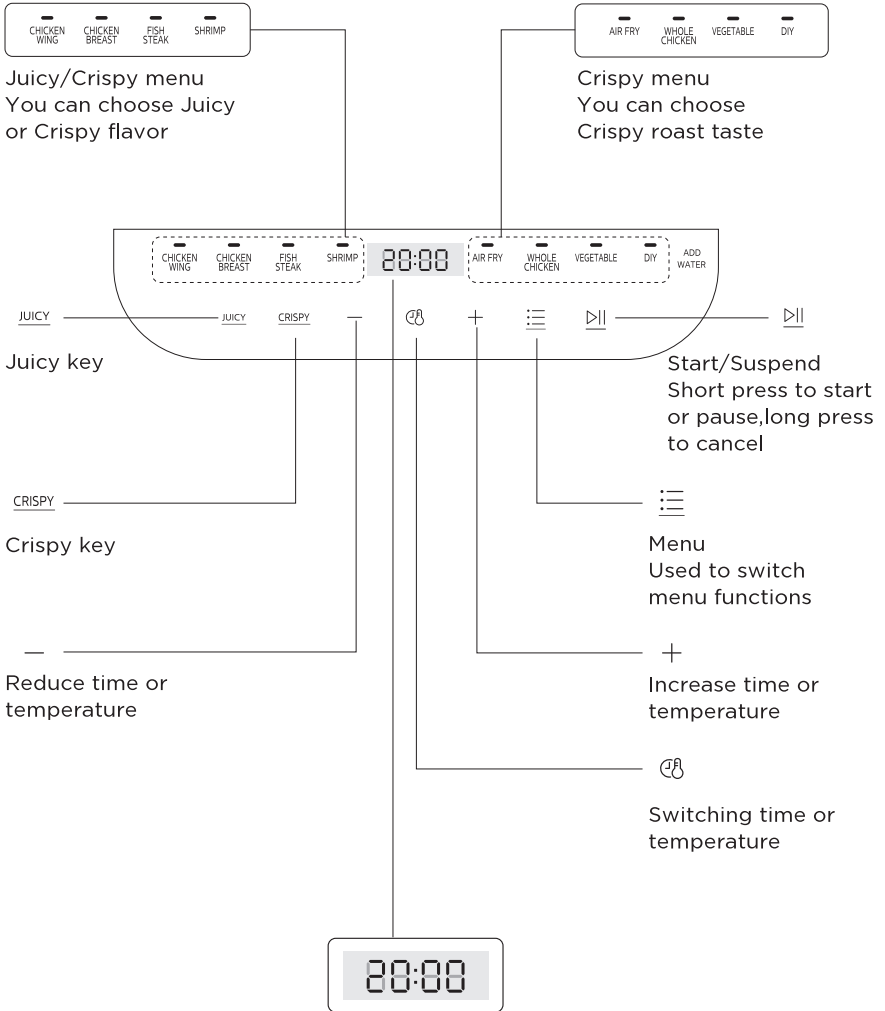 CHICKEN WING CHICKEN BREAST FISH STEAK SHRIMP
Juicy/Crispy menu
You can choose Juicy
or Crispy flavor
AIR FRY WHOLE CHICKEN VEGETABLE DIY
Crispy menu
You can choose
Crispy roast taste
CHICKEN WING CHICKEN BREAST FISH STEAK SHRIMP 20:00 AIR FRY WHOLE CHICKEN VEGETABLE DIY ADD WATER
JUICY JUICY CRISPY — +
Juicy key
Start/Suspend
Short press to start
or pause,long press
to cancel
CRISPY
Crispy key
Menu
Used to switch
menu functions
—
Reduce time or
temperature
+
Increase time or
temperature
Switching time or
temperature
20:00